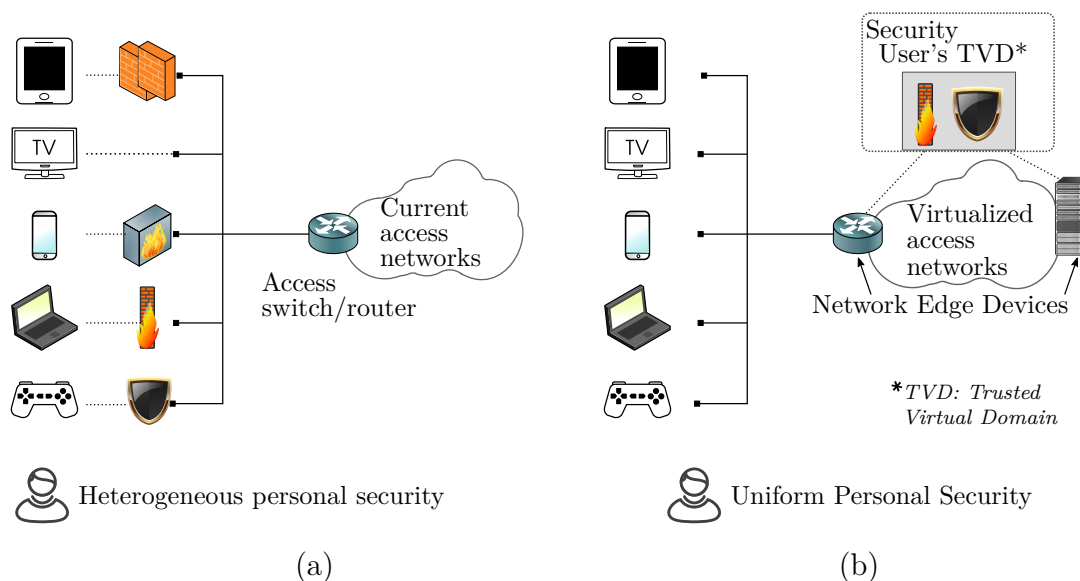 TV
Current
access
networks
Access
switch/router
Heterogeneous personal security
(a)
Security
User's TVD*
TV
Virtualized
access
networks
Network Edge Devices
*TVD: Trusted
Virtual Domain
Uniform Personal Security
(b)